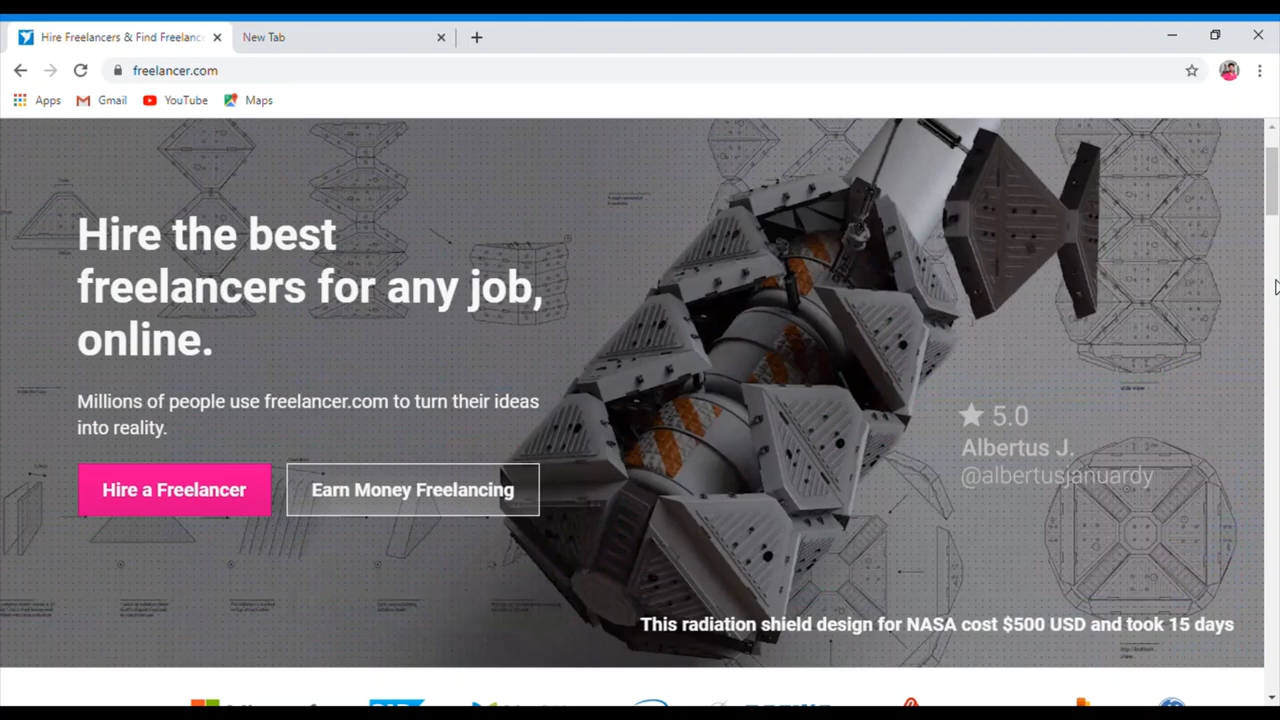 Hire Freelancers & Find Freelanc
New Tab
freelancer.com
Apps
Gmail
YouTube
Maps
Hire the best
freelancers for any job,
online.
Millions of people use freelancer.com to turn their ideas
into reality.
Hire a Freelancer
Earn Money Freelancing
5.0
Albertus J.
@albertusjanuardy
This radiation shield design for NASA cost $500 USD and took 15 days